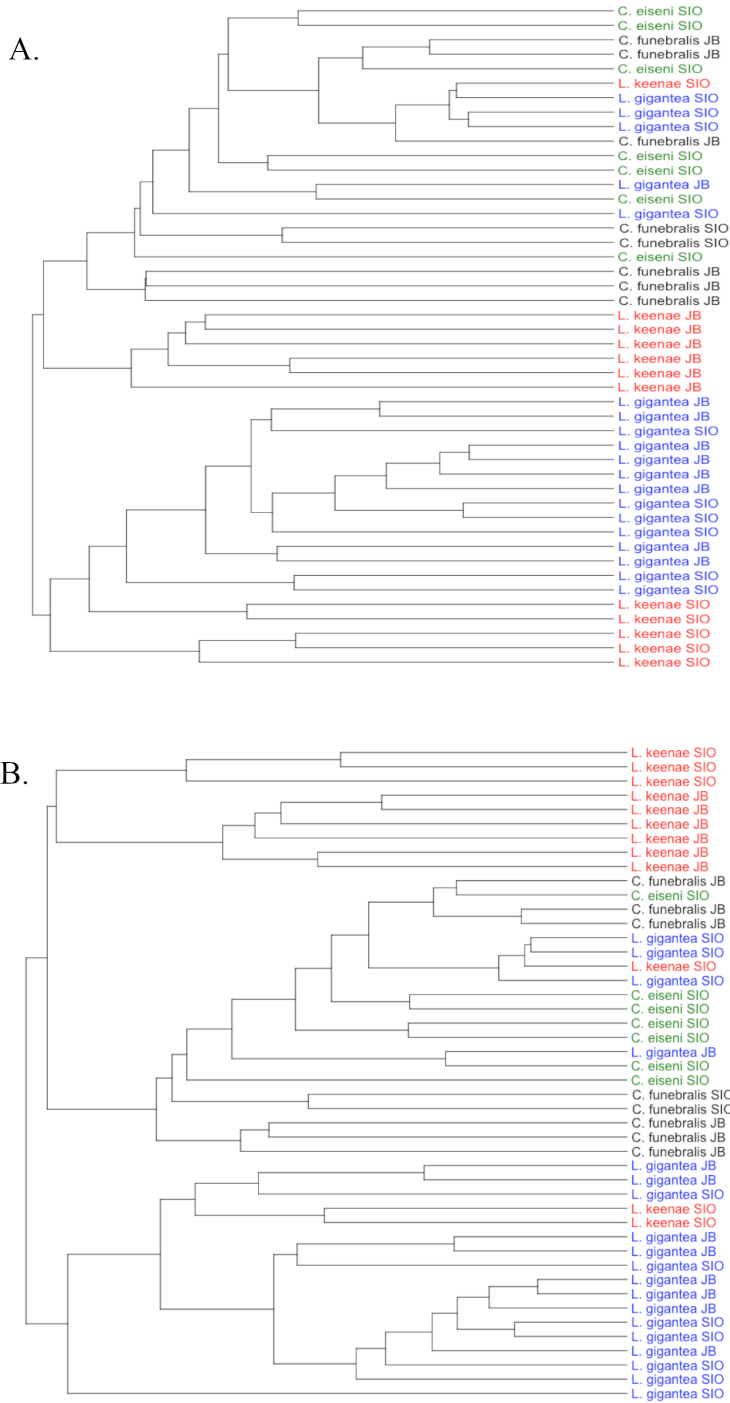 A.
C. eiseni SIO
C. eiseni SIO
C. funebralis JB
C. funebralis JB
C. eiseni SIO
L. keenae SIO
L. gigantea SIO
L. gigantea SIO
L. gigantea SIO
C. funebralis JB
C. eiseni SIO
C. eiseni SIO
L. gigantea JB
C. eiseni SIO
L. gigantea SIO
C. funebralis SIO
C. funebralis SIO
C. eiseni SIO
C. funebralis JB
C. funebralis JB
C. funebralis JB
L. keenae JB
L. keenae JB
L. keenae JB
L. keenae JB
L. keenae JB
L. keenae JB
L. gigantea JB
L. gigantea JB
L. gigantea SIO
L. gigantea JB
L. gigantea JB
L. gigantea JB
L. gigantea JB
L. gigantea SIO
L. gigantea SIO
L. gigantea SIO
L. gigantea JB
L. gigantea JB
L. gigantea SIO
L. gigantea SIO
L. keenae SIO
L. keenae SIO
L. keenae SIO
L. keenae SIO
L. keenae SIO
B.
L. keenae SIO
L. keenae SIO
L. keenae SIO
L. keenae JB
L. keenae JB
L. keenae JB
L. keenae JB
L. keenae JB
L. keenae JB
C. funebralis JB
C. eiseni SIO
C. funebralis JB
C. funebralis JB
L. gigantea SIO
L. gigantea SIO
L. keenae SIO
L. gigantea SIO
C. eiseni SIO
C. eiseni SIO
C. eiseni SIO
C. eiseni SIO
L. gigantea JB
C. eiseni SIO
C. eiseni SIO
C. funebralis SIO
C. funebralis SIO
C. funebralis JB
C. funebralis JB
C. funebralis JB
L. gigantea JB
L. gigantea JB
L. gigantea SIO
L. keenae SIO
L. keenae SIO
L. gigantea JB
L. gigantea JB
L. gigantea SIO
L. gigantea JB
L. gigantea JB
L. gigantea JB
L. gigantea SIO
L. gigantea SIO
L. gigantea JB
L. gigantea SIO
L. gigantea SIO
L. gigantea SIO